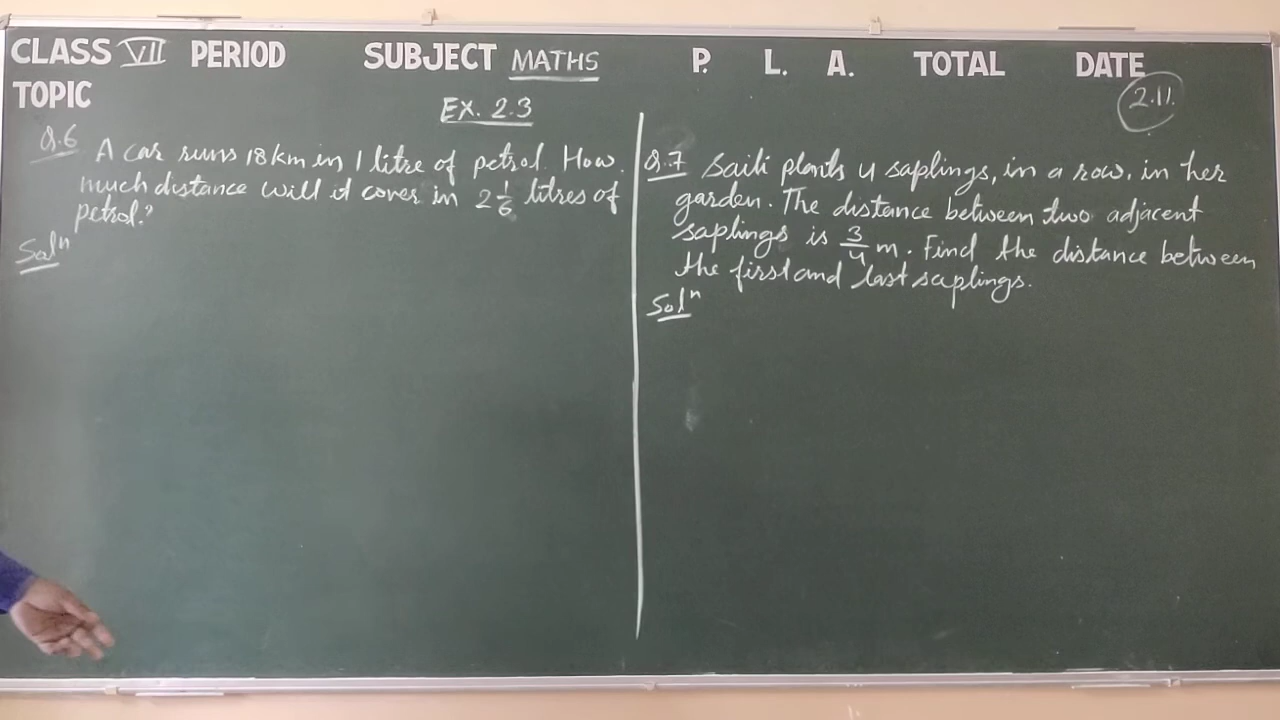 CLASS VII PERIOD SUBJECT MATHS P. L. A. TOTAL DATE
TOPIC
2.11.
EX. 2.3
Q.6 A car runs 18 km in 1 litre of petrol. How
much distance will it cover in 2 1/6 litres of
petrol?
Solⁿ
Q.7 Saili plants 4 saplings, in a row, in her
garden. The distance between two adjacent
saplings is 3/4 m. Find the distance between
the first and last saplings.
Solⁿ